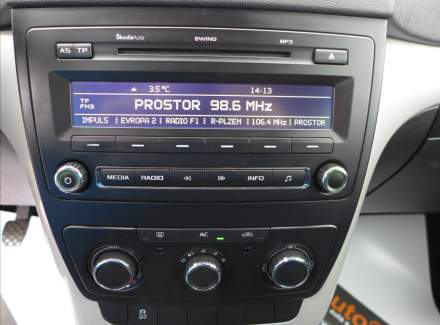 ŠkodaAuto SWING MP3
AS TP
3.5°C 14:13
TP
FM3
PROSTOR 98.6 MHz
IMPULS EVROPA 2 RADIO F1 R-PLZEN 106.4 MHz PROSTOR
MEDIA RADIO INFO
AC